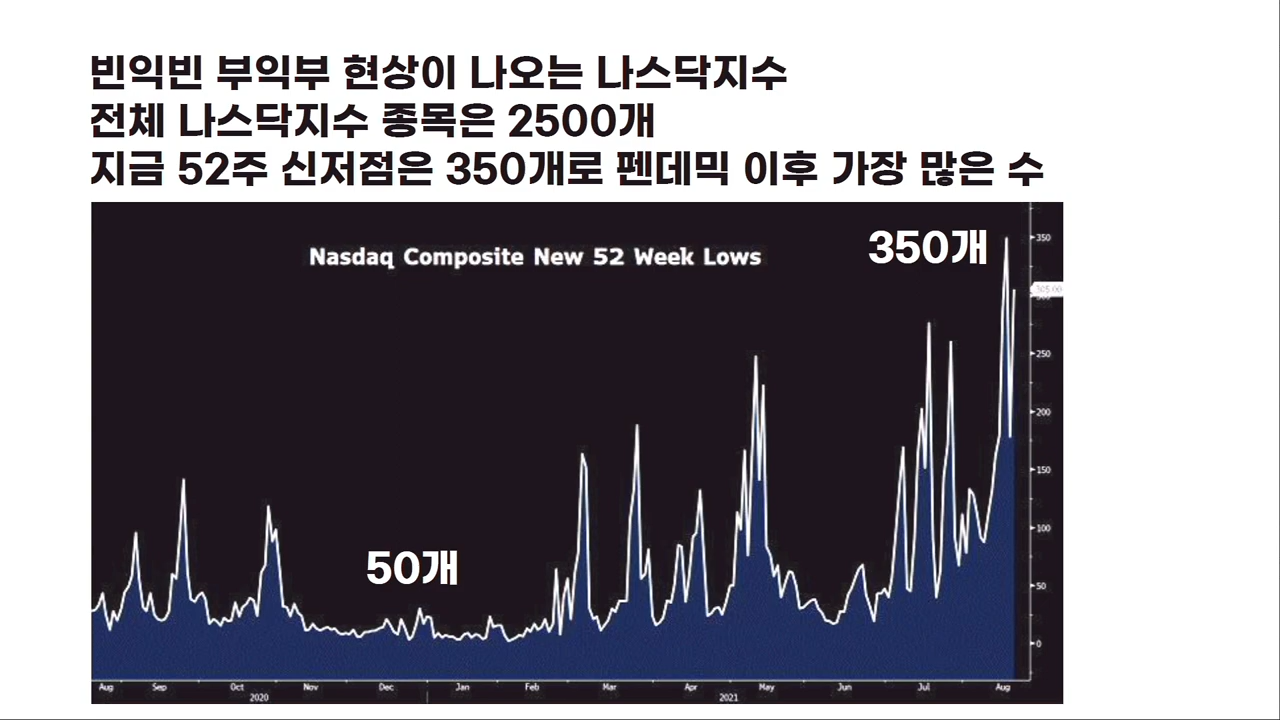 빈익빈 부익부 현상이 나오는 나스닥지수
전체 나스닥지수 종목은 2500개
지금 52주 신저점은 350개로 펜데믹 이후 가장 많은 수
Nasdaq Composite New 52 Week Lows
350개
50개
350
305.00
300
250
200
150
100
50
0
Aug Sep Oct Nov Dec Jan Feb Mar Apr May Jun Jul Aug
2020 2021